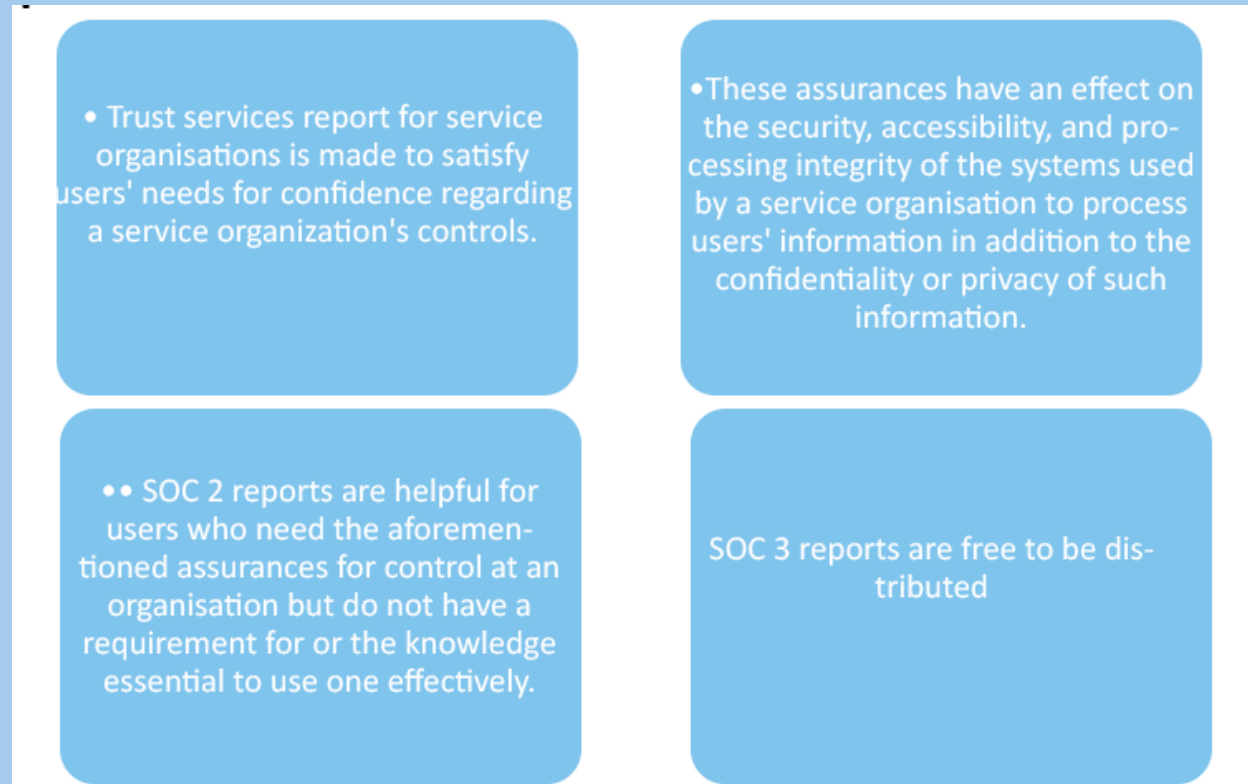 • Trust services report for service
organisations is made to satisfy
users' needs for confidence regarding
a service organization's controls.
•These assurances have an effect on
the security, accessibility, and pro-
cessing integrity of the systems used
by a service organisation to process
users' information in addition to the
confidentiality or privacy of such
information.
•• SOC 2 reports are helpful for
users who need the aforemen-
tioned assurances for control at an
organisation but do not have a
requirement for or the knowledge
essential to use one effectively.
SOC 3 reports are free to be dis-
tributed